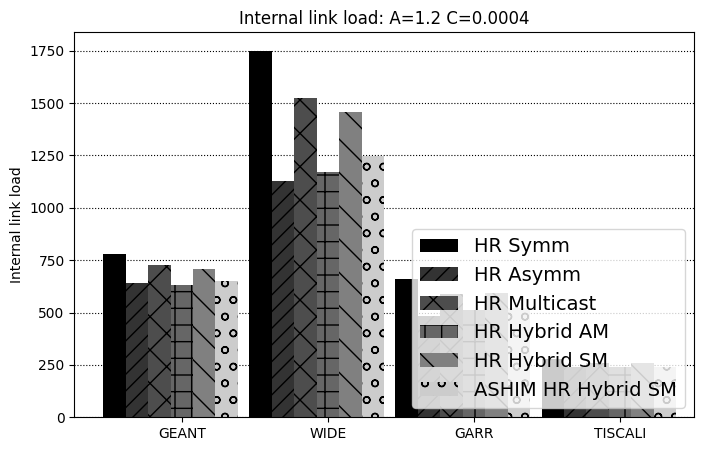 Internal link load: A=1.2 C=0.0004
Internal link load
1750
1500
1250
1000
750
500
250
0
HR Symm
HR Asymm
HR Multicast
HR Hybrid AM
HR Hybrid SM
ASHIM HR Hybrid SM
GEANT WIDE GARR TISCALI